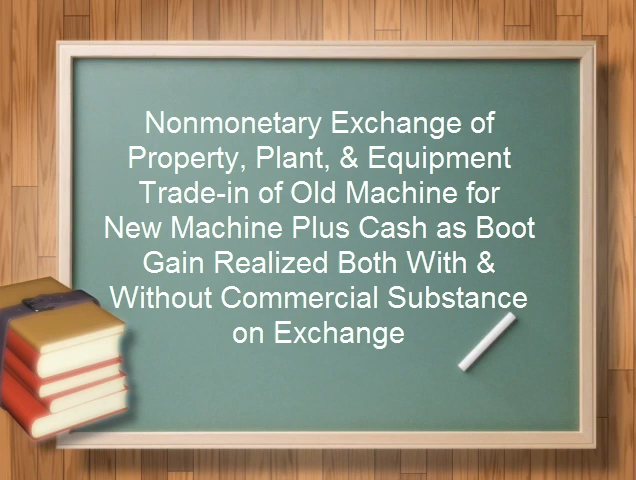 Nonmonetary Exchange of
Property, Plant, & Equipment
Trade-in of Old Machine for
New Machine Plus Cash as Boot
Gain Realized Both With &
Without Commercial Substance
on Exchange